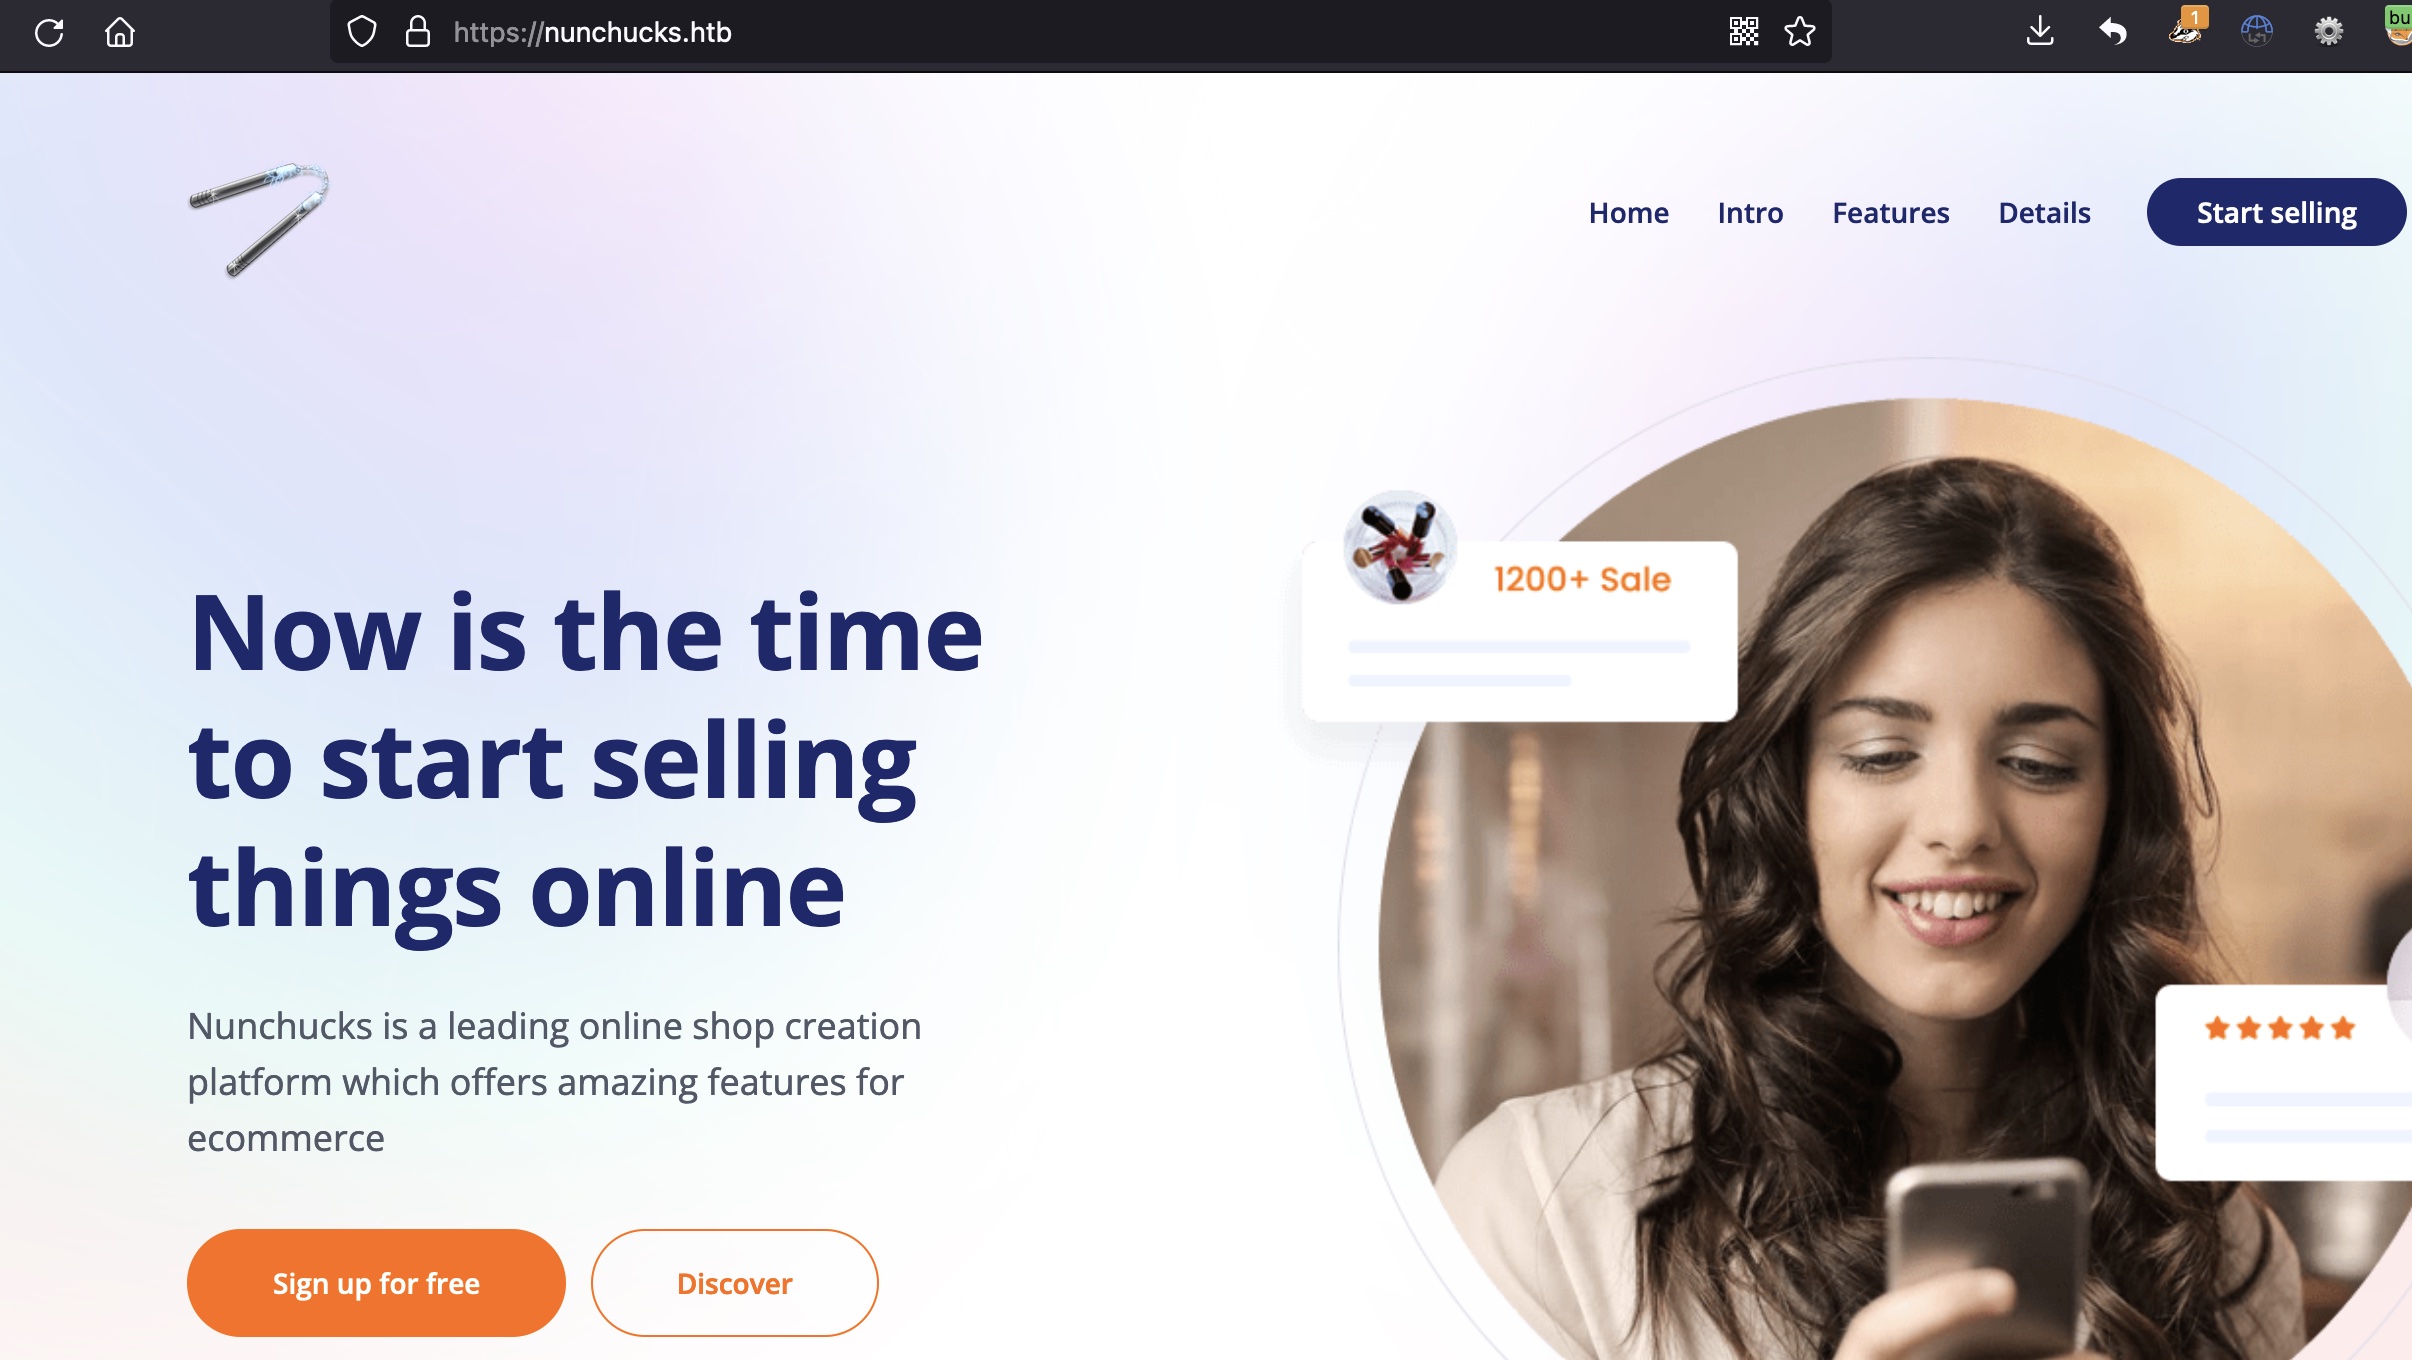 https://nunchucks.htb
1
bu
Home
Intro
Features
Details
Start selling
1200+ Sale
Now is the time
to start selling
things online
Nunchucks is a leading online shop creation
platform which offers amazing features for
ecommerce
Sign up for free
Discover